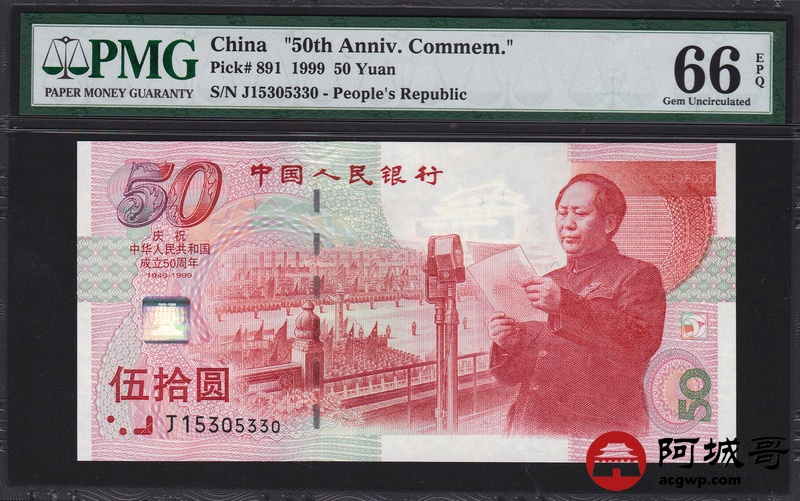 PMG
PAPER MONEY GUARANTY
China "50th Anniv. Commem."
Pick# 891 1999 50 Yuan
S/N J15305330 - People's Republic
66 EPQ
Gem Uncirculated
50
中国人民银行
庆祝
中华人民共和国
成立50周年
1949-1999
伍拾圆
J15305330
50
阿城哥
acgwp.com